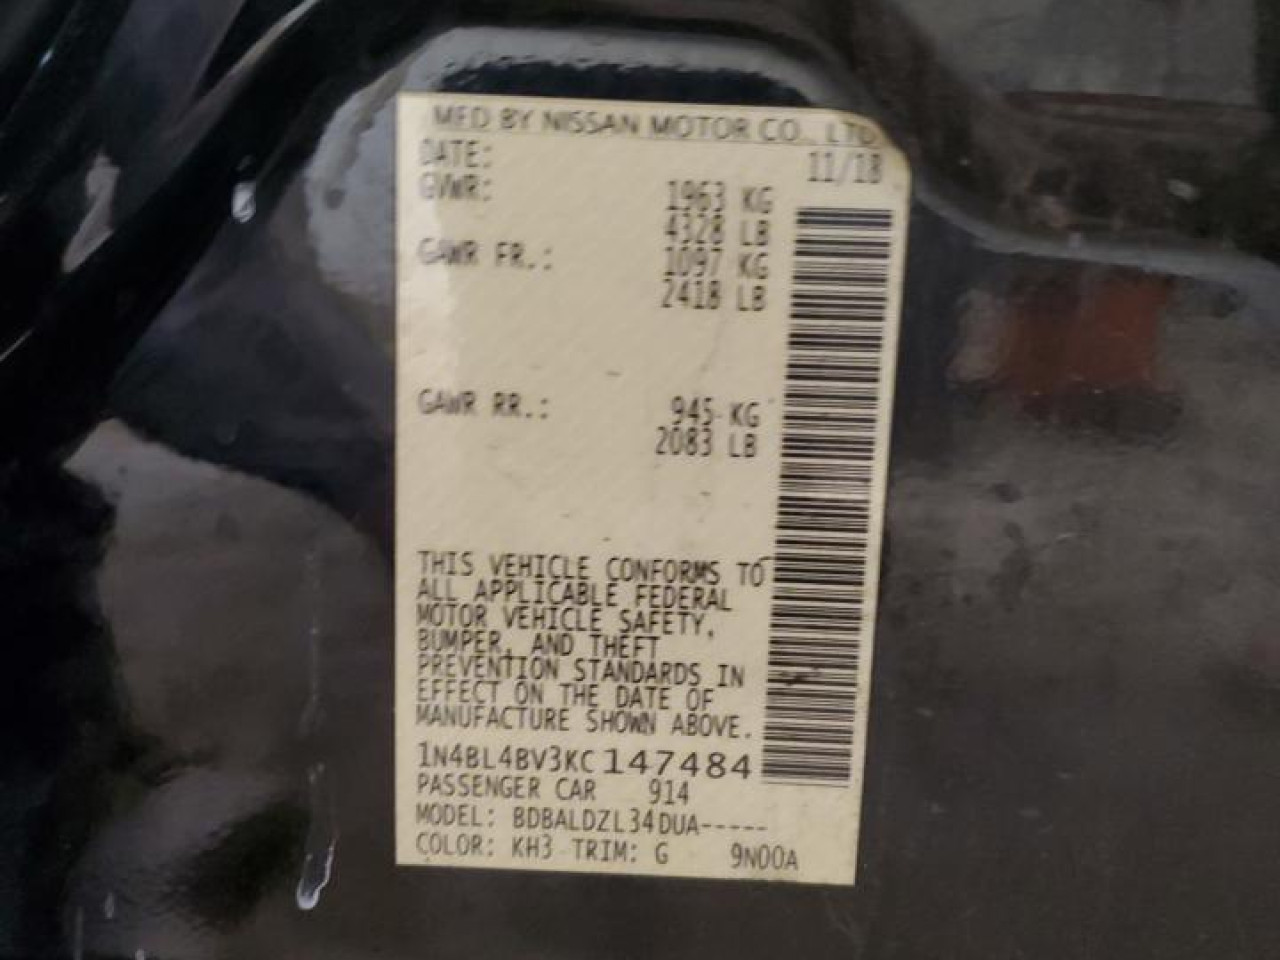 MFD BY NISSAN MOTOR CO., LTD
DATE: 11/18
GVWR: 1963 KG
4328 LB
GAWR FR.: 1097 KG
2418 LB
GAWR RR.: 945 KG
2083 LB
THIS VEHICLE CONFORMS TO
ALL APPLICABLE FEDERAL
MOTOR VEHICLE SAFETY,
BUMPER, AND THEFT
PREVENTION STANDARDS IN
EFFECT ON THE DATE OF
MANUFACTURE SHOWN ABOVE.
1N4BL4BV3KC147484
PASSENGER CAR 914
MODEL: BDBALDZL34DUA-----
COLOR: KH3 TRIM: G 9N00A